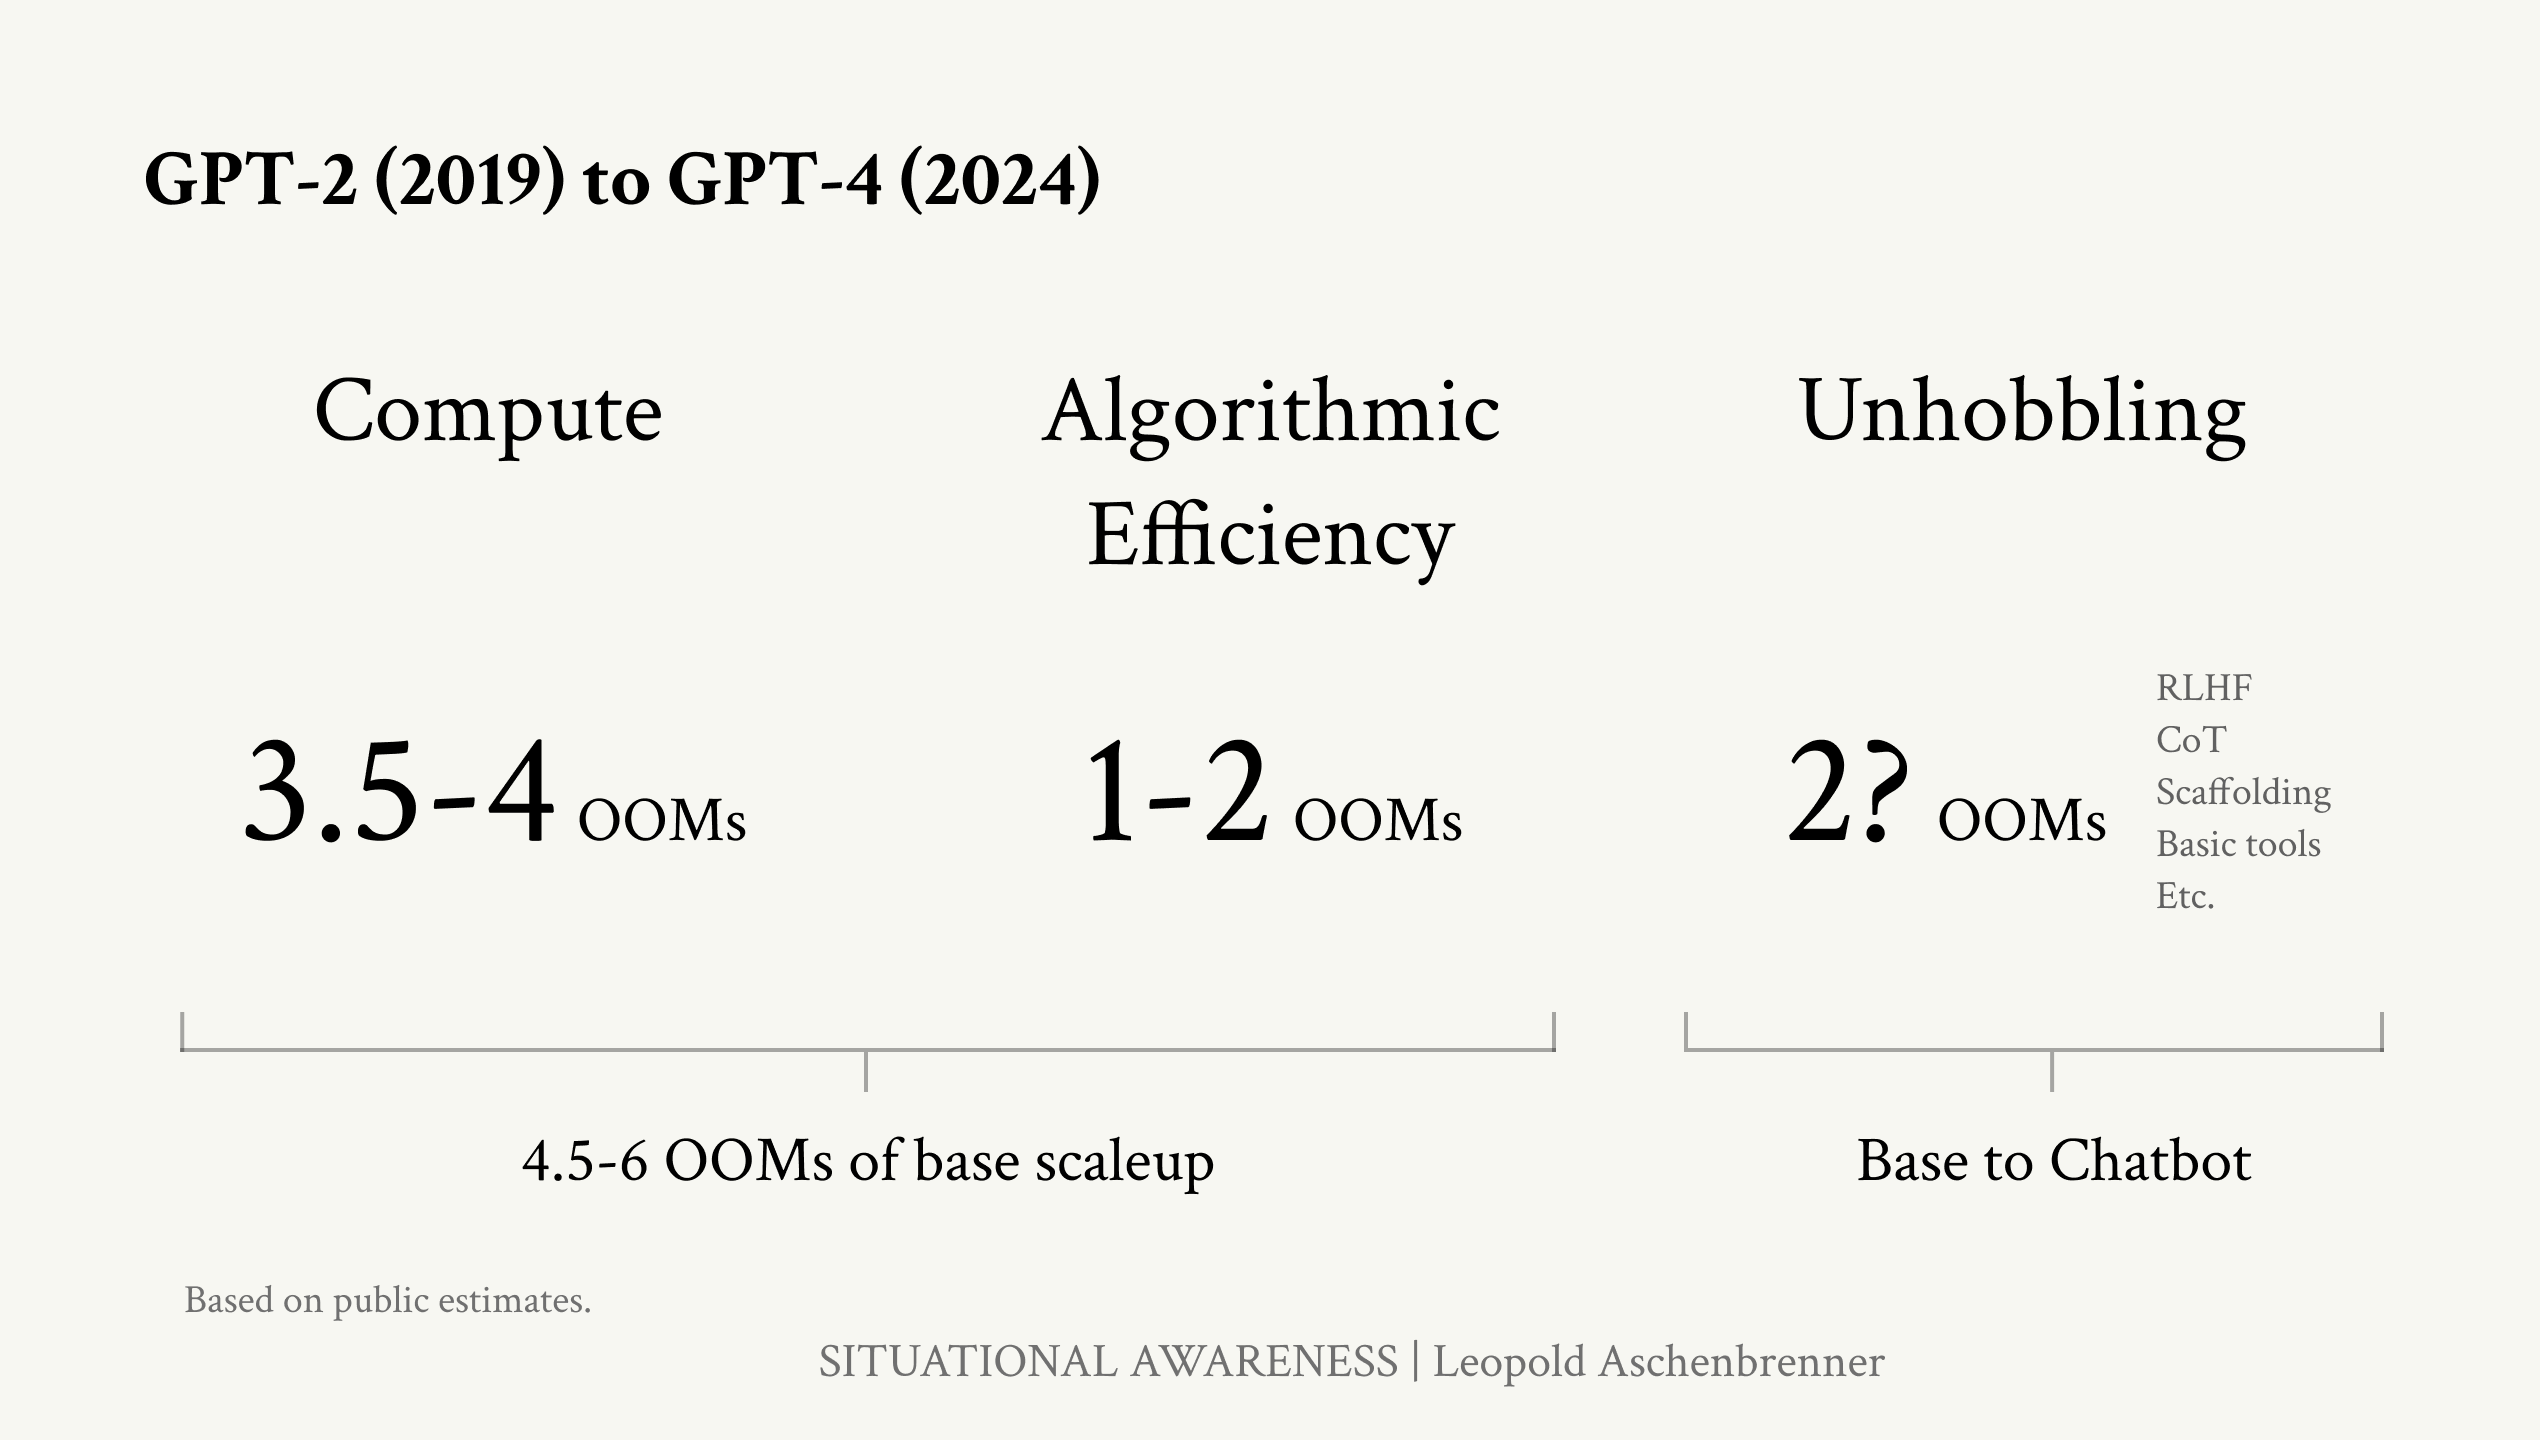 GPT-2 (2019) to GPT-4 (2024)
Compute
Algorithmic
Efficiency
Unhobbling
3.5-4 OOMs
1-2 OOMs
2? OOMs
RLHF
CoT
Scaffolding
Basic tools
Etc.
4.5-6 OOMs of base scaleup
Base to Chatbot
Based on public estimates.
SITUATIONAL AWARENESS | Leopold Aschenbrenner